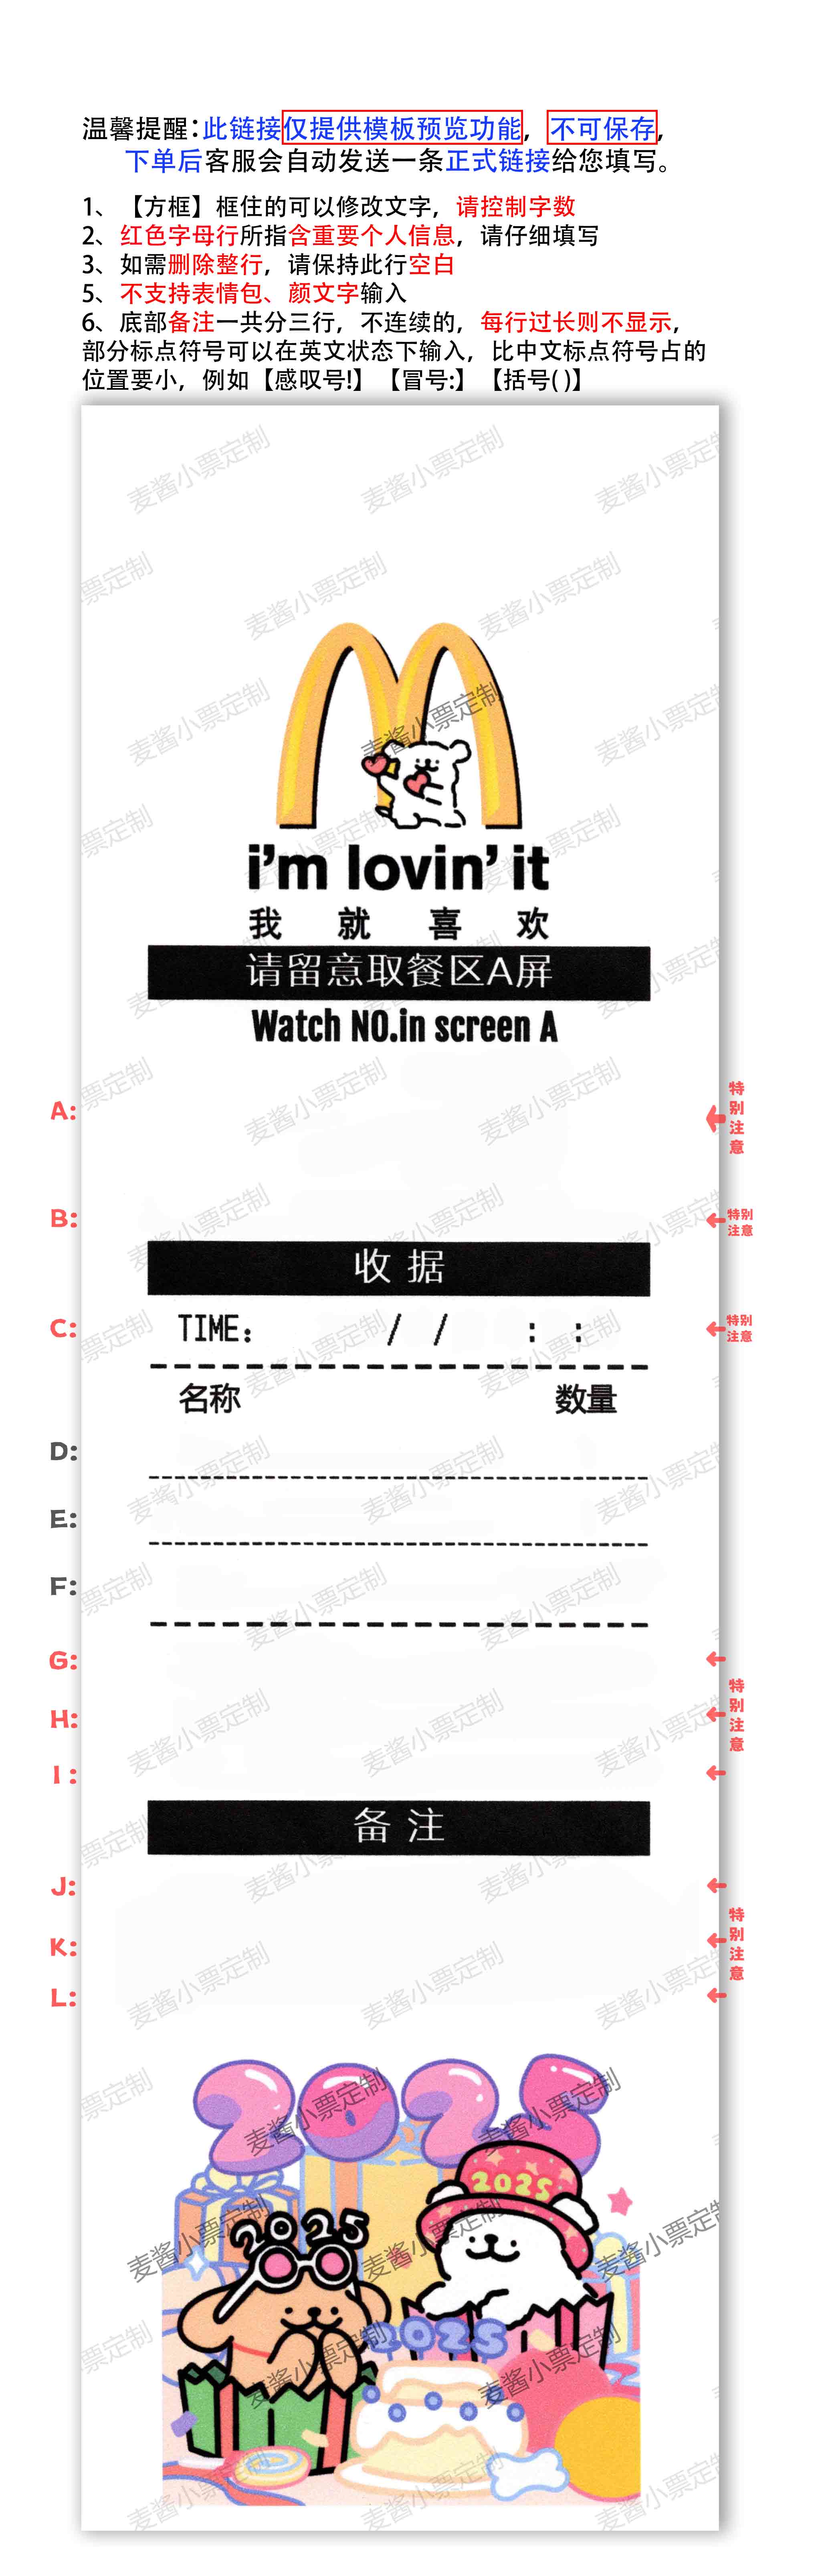 温馨提醒:此链接仅提供模板预览功能，不可保存，
下单后客服会自动发送一条正式链接给您填写。
1、【方框】框住的可以修改文字，请控制字数
2、红色字母行所指含重要个人信息，请仔细填写
3、如需删除整行，请保持此行空白
5、不支持表情包、颜文字输入
6、底部备注一共分三行，不连续的，每行过长则不显示，
部分标点符号可以在英文状态下输入，比中文标点符号占的
位置要小，例如【感叹号!】【冒号:】【括号( )】
麦酱小票定制
i'm lovin' it
我就喜欢
请留意取餐区A屏
Watch NO.in screen A
A: 特别注意
B: 特别注意
收据
C: TIME: / / : : 特别注意
名称 数量
D:
E:
F:
G:
H: 特别注意
I:
备注
J:
K: 特别注意
L:
2025
2025
2025
2025